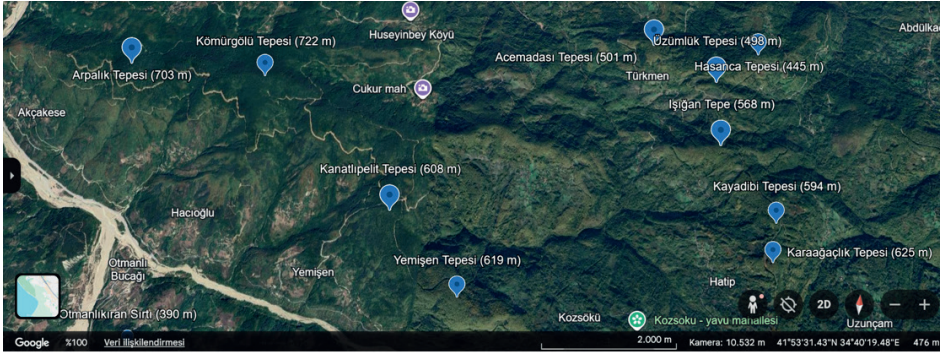 Huseyinbey Köyü
Kömürgölü Tepesi (722 m)
Üzümlük Tepesi (498m)
Abdülka
Acemadası Tepesi (501 m)
Hasanca Tepesi (445 m)
Arpalık Tepesi (703 m)
Türkmen
Cukur mah
Işığan Tepe (568 m)
Akçakese
Kanatlıpelit Tepesi (608 m)
Kayadibi Tepesi (594 m)
Hacıoğlu
Karaağaçlık Tepesi (625 m)
Otmanlı
Bucağı
Yemişen
Yemişen Tepesi (619 m)
Hatip
2D
Otmanlıkıran Sırtı (390 m)
Kozsökü
Kozsoku - yavu mahallesi
Uzunçam
Google
%100
Veri ilişkilendirmesi
2.000 m
Kamera: 10.532 m
41°53'31.43"N 34°40'19.48"E
476 m